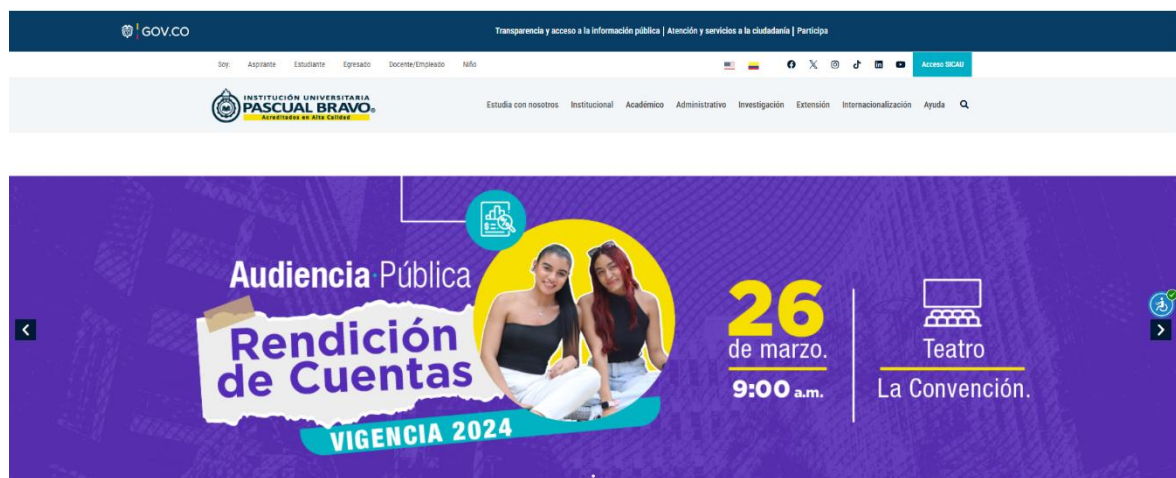 GOV.CO
Transparencia y acceso a la información pública | Atención y servicios a la ciudadanía | Participa
Soy: Aspirante Estudiante Egresado Docente/Empleado Niño
Acceso SICAU
INSTITUCIÓN UNIVERSITARIA
PASCUAL BRAVO®
Acreditados en Alta Calidad
Estudia con nosotros Institucional Académico Administrativo Investigación Extensión Internacionalización Ayuda
Audiencia Pública
Rendición
de Cuentas
VIGENCIA 2024
26
de marzo.
9:00 a.m.
Teatro
La Convención.